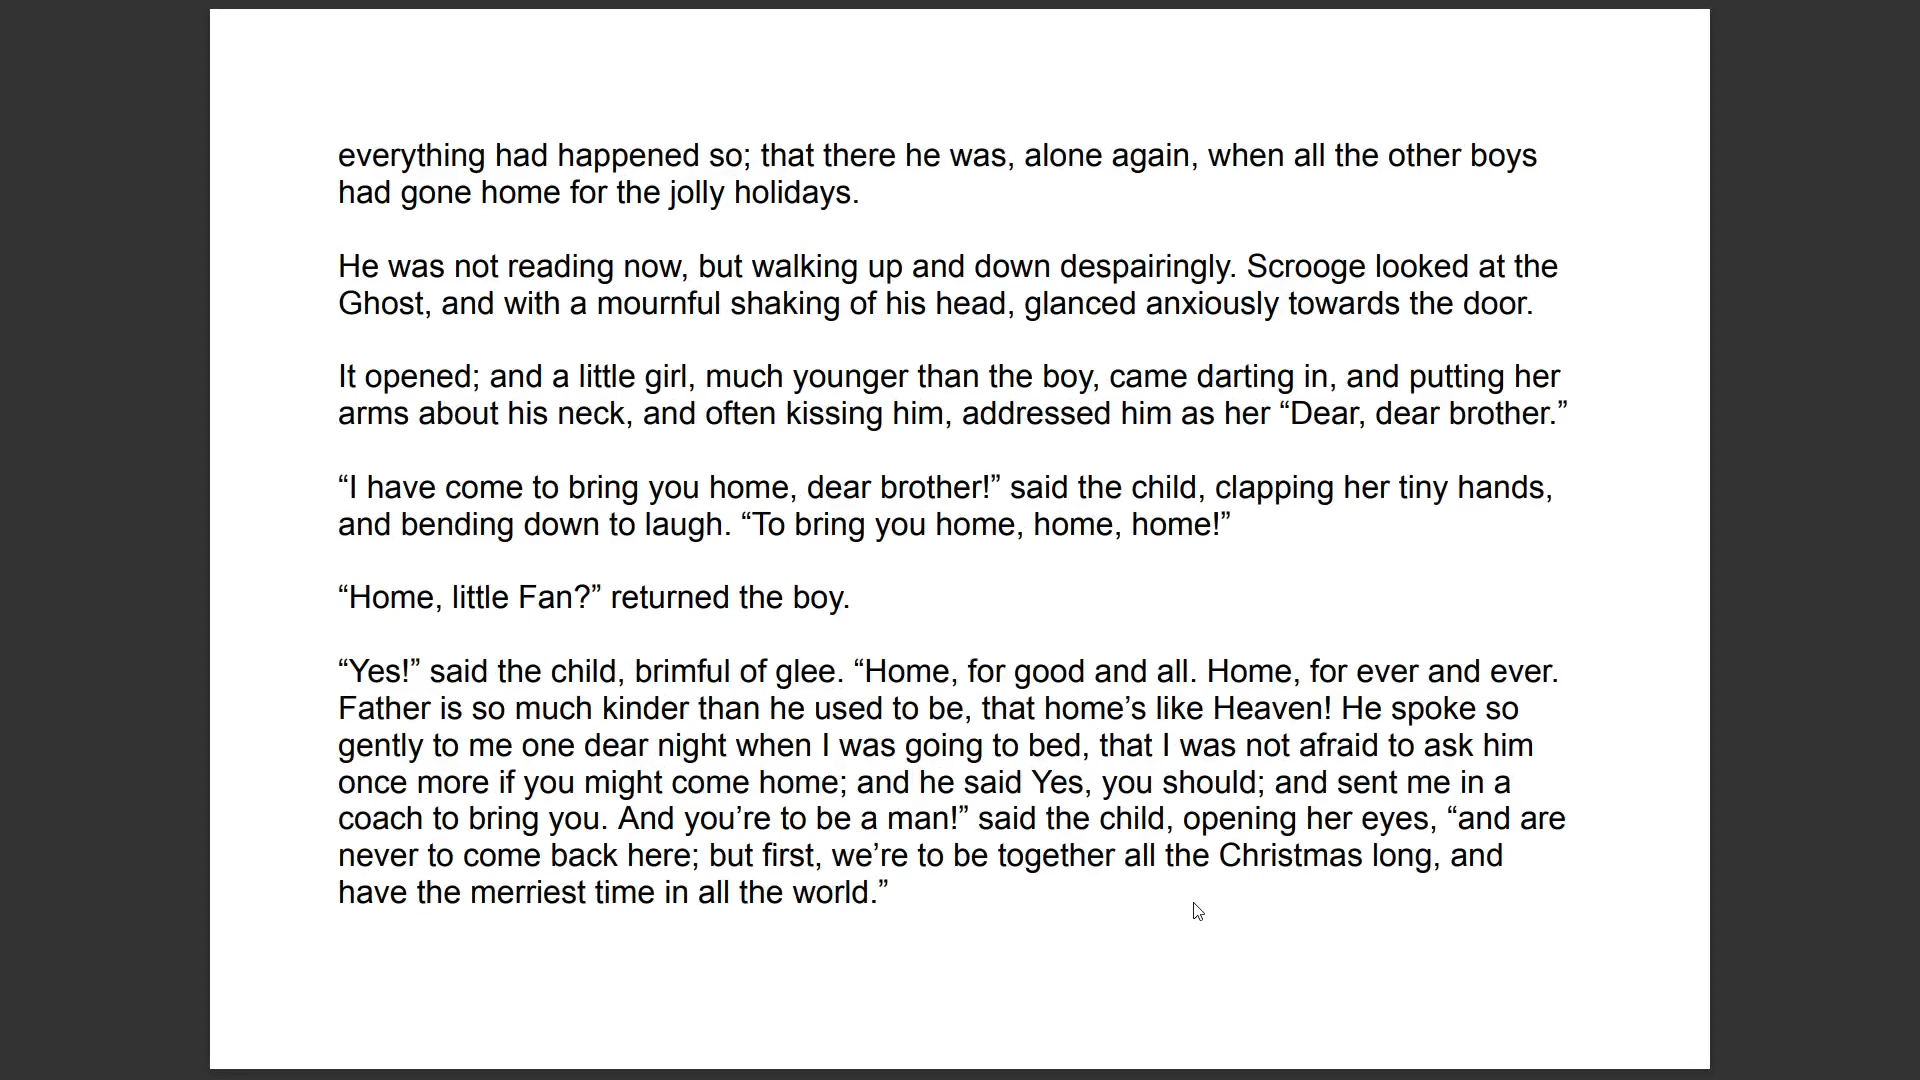 everything had happened so; that there he was, alone again, when all the other boys
had gone home for the jolly holidays.
He was not reading now, but walking up and down despairingly. Scrooge looked at the
Ghost, and with a mournful shaking of his head, glanced anxiously towards the door.
It opened; and a little girl, much younger than the boy, came darting in, and putting her
arms about his neck, and often kissing him, addressed him as her “Dear, dear brother.”
“I have come to bring you home, dear brother!” said the child, clapping her tiny hands,
and bending down to laugh. “To bring you home, home, home!”
“Home, little Fan?” returned the boy.
“Yes!” said the child, brimful of glee. “Home, for good and all. Home, for ever and ever.
Father is so much kinder than he used to be, that home’s like Heaven! He spoke so
gently to me one dear night when I was going to bed, that I was not afraid to ask him
once more if you might come home; and he said Yes, you should; and sent me in a
coach to bring you. And you’re to be a man!” said the child, opening her eyes, “and are
never to come back here; but first, we’re to be together all the Christmas long, and
have the merriest time in all the world.”